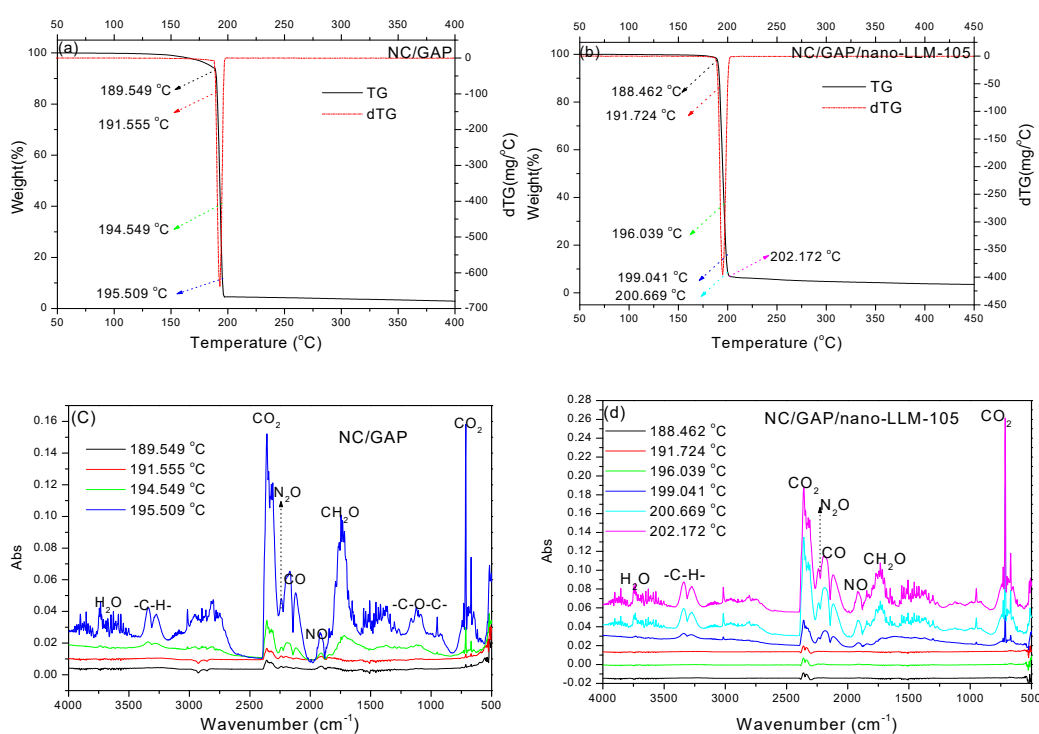 50 100 150 200 250 300 350 400
(a)
NC/GAP
100
80
60
40
20
0
Weight(%)
189.549 °C
191.555 °C
194.549 °C
195.509 °C
TG
dTG
0
-100
-200
-300
-400
-500
-600
-700
dTG(mg/°C)
50 100 150 200 250 300 350 400
Temperature (°C)
50 100 150 200 250 300 350 400 450
(b)
NC/GAP/nano-LLM-105
100
80
60
40
20
0
Weight(%)
188.462 °C
191.724 °C
196.039 °C
199.041 °C
200.669 °C
202.172 °C
TG
dTG
0
-50
-100
-150
-200
-250
-300
-350
-400
-450
dTG(mg/°C)
50 100 150 200 250 300 350 400 450
Temperature (°C)
(C)
NC/GAP
0.16
0.14
0.12
0.10
0.08
0.06
0.04
0.02
0.00
Abs
189.549 °C
191.555 °C
194.549 °C
195.509 °C
CO₂
CO₂
N₂O
CH₂O
CO
H₂O
-C-H-
-C-O-C-
NO
4000 3500 3000 2500 2000 1500 1000 500
Wavenumber (cm⁻¹)
(d)
NC/GAP/nano-LLM-105
0.28
0.26
0.24
0.22
0.20
0.18
0.16
0.14
0.12
0.10
0.08
0.06
0.04
0.02
0.00
-0.02
Abs
188.462 °C
191.724 °C
196.039 °C
199.041 °C
200.669 °C
202.172 °C
CO₂
CO₂
N₂O
CO
CH₂O
H₂O
-C-H-
NO
4000 3500 3000 2500 2000 1500 1000 500
Wavenumber (cm⁻¹)